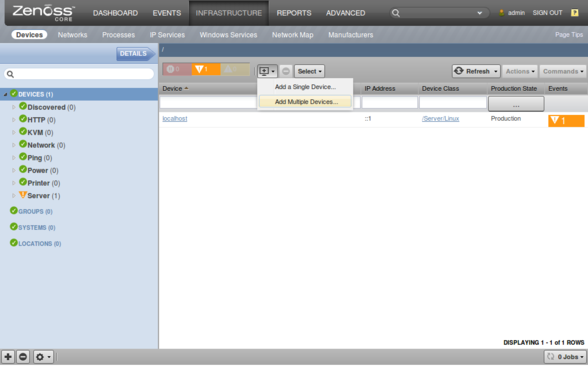 Zenoss
CORE
DASHBOARD EVENTS INFRASTRUCTURE REPORTS ADVANCED admin SIGN OUT ?
Devices Networks Processes IP Services Windows Services Network Map Manufacturers Page Tips
DETAILS /
0 1 Select Refresh Actions Commands
Device IP Address Device Class Production State Events
Add a Single Device...
Add Multiple Devices...
...
DEVICES (1)
Discovered (0)
HTTP (0)
KVM (0)
Network (0)
Ping (0)
Power (0)
Printer (0)
Server (1)
GROUPS (0)
SYSTEMS (0)
LOCATIONS (0)
localhost ::1 /Server/Linux Production 1
DISPLAYING 1 - 1 of 1 ROWS
0 Jobs